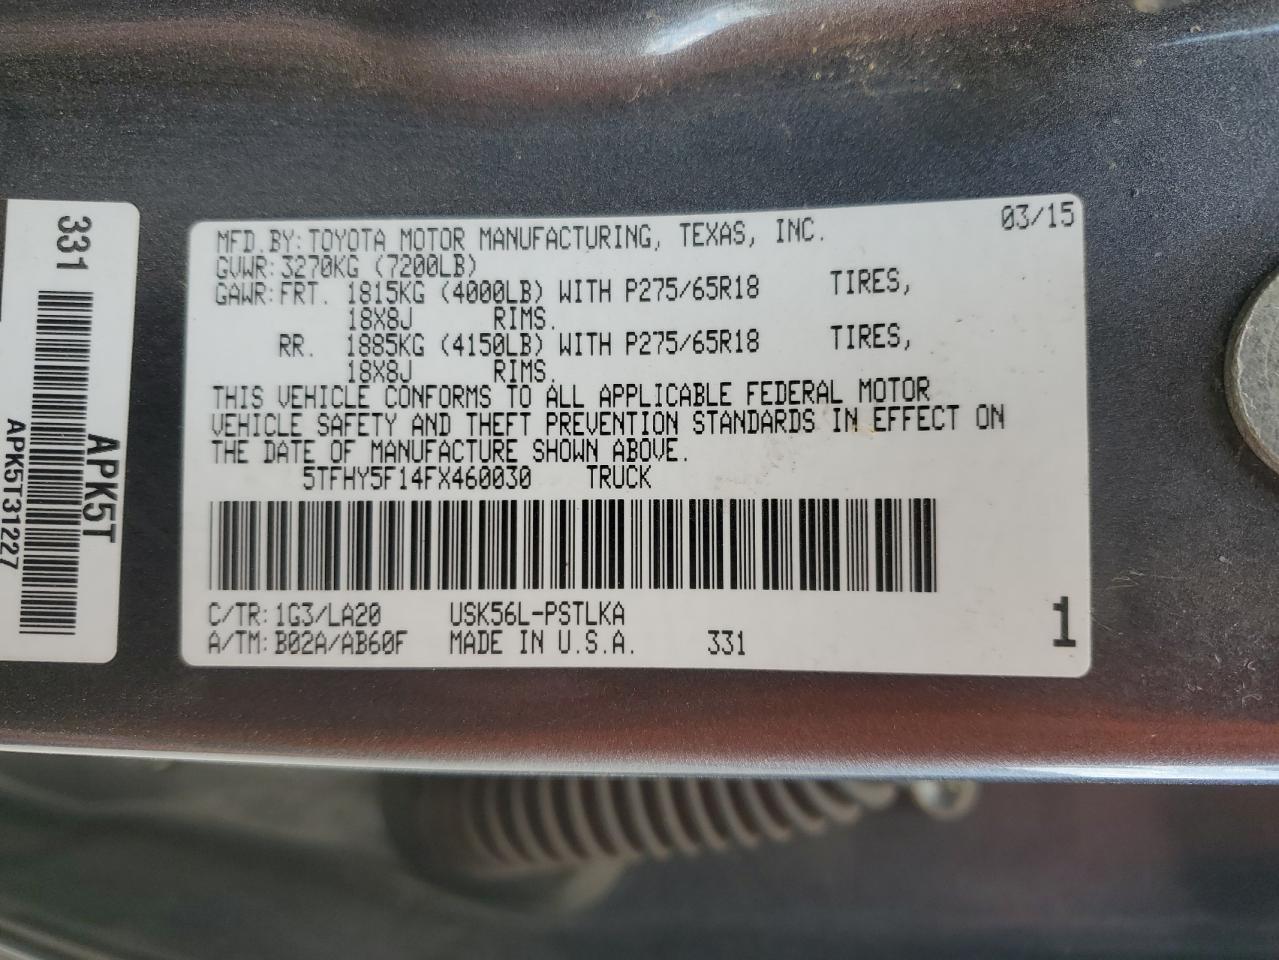 331
APK5T
APK5T31227
MFD.BY:TOYOTA MOTOR MANUFACTURING, TEXAS, INC. 03/15
GVWR:3270KG (7200LB)
GAWR:FRT. 1815KG (4000LB) WITH P275/65R18 TIRES,
18X8J RIMS.
RR. 1885KG (4150LB) WITH P275/65R18 TIRES,
18X8J RIMS.
THIS VEHICLE CONFORMS TO ALL APPLICABLE FEDERAL MOTOR
VEHICLE SAFETY AND THEFT PREVENTION STANDARDS IN EFFECT ON
THE DATE OF MANUFACTURE SHOWN ABOVE.
5TFHY5F14FX460030 TRUCK
C/TR:1G3/LA20 USK56L-PSTLKA
A/TM:B02A/AB60F MADE IN U.S.A. 331 1